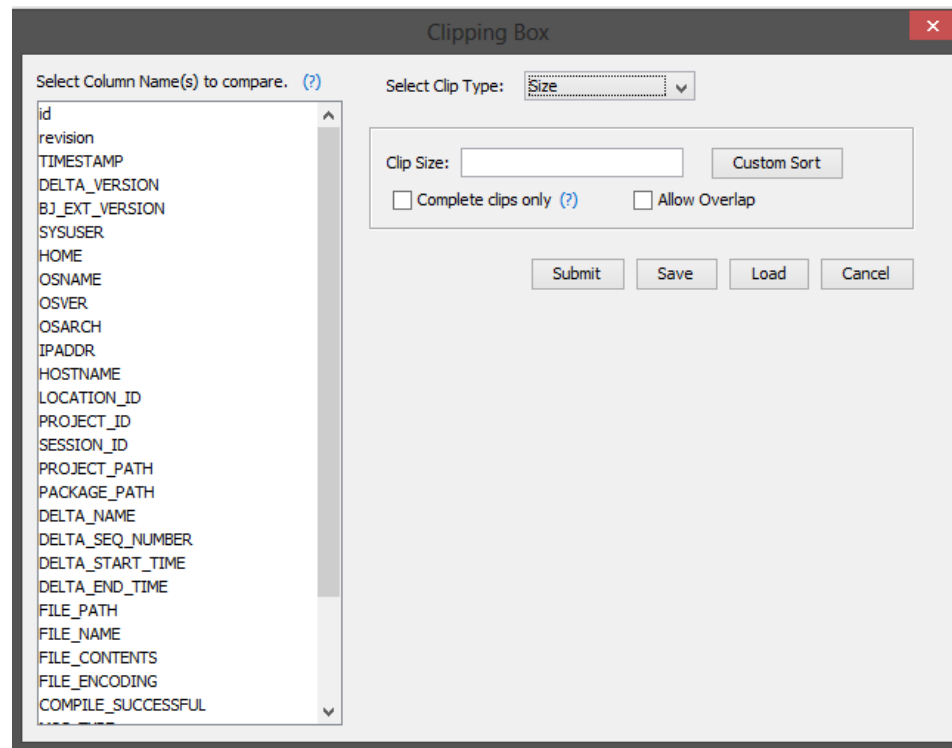 Clipping Box
Select Column Name(s) to compare. (?)
id
revision
TIMESTAMP
DELTA_VERSION
BJ_EXT_VERSION
SYSUSER
HOME
OSNAME
OSVER
OSARCH
IPADDR
HOSTNAME
LOCATION_ID
PROJECT_ID
SESSION_ID
PROJECT_PATH
PACKAGE_PATH
DELTA_NAME
DELTA_SEQ_NUMBER
DELTA_START_TIME
DELTA_END_TIME
FILE_PATH
FILE_NAME
FILE_CONTENTS
FILE_ENCODING
COMPILE_SUCCESSFUL
Select Clip Type: Size
Clip Size: Custom Sort
Complete clips only (?) Allow Overlap
Submit Save Load Cancel